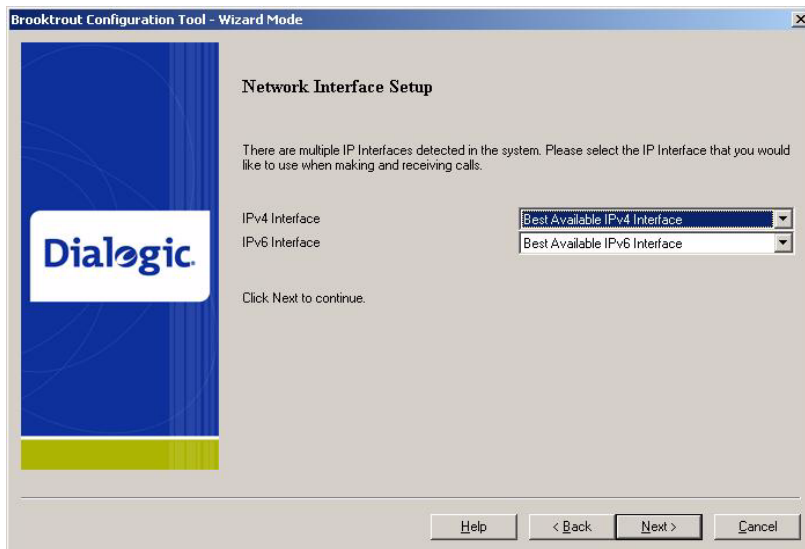 Brooktrout Configuration Tool - Wizard Mode
Network Interface Setup
There are multiple IP Interfaces detected in the system. Please select the IP Interface that you would
like to use when making and receiving calls.
IPv4 Interface
Best Available IPv4 Interface
IPv6 Interface
Best Available IPv6 Interface
Dialogic.
Click Next to continue.
Help
< Back
Next >
Cancel